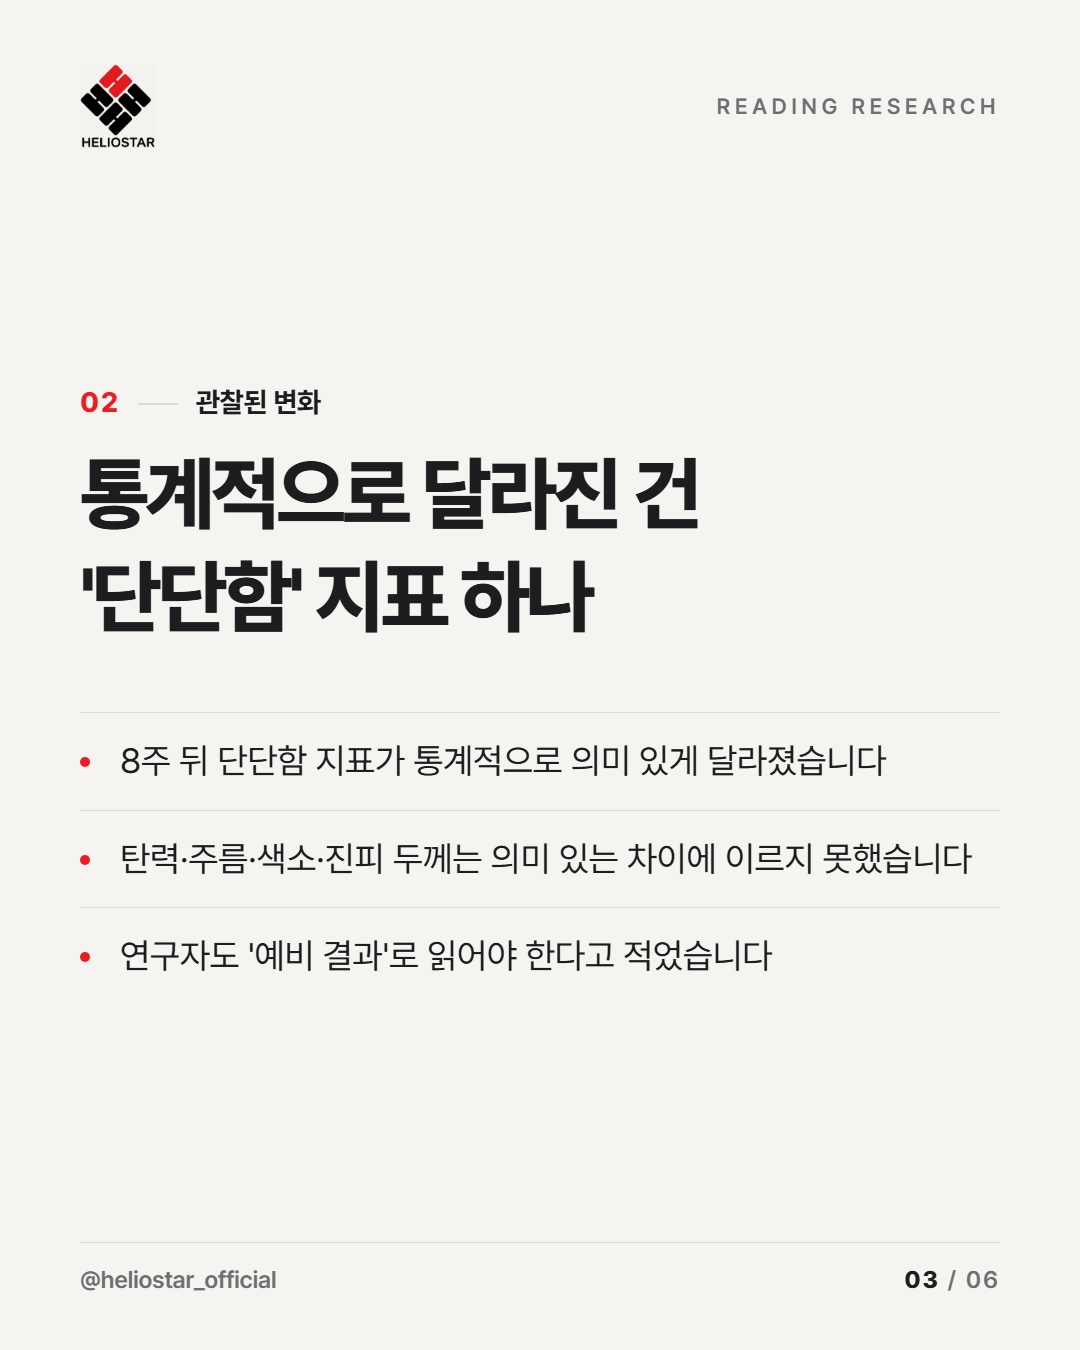 HELIOSTAR
READING RESEARCH
02 — 관찰된 변화
통계적으로 달라진 건
'단단함' 지표 하나
• 8주 뒤 단단함 지표가 통계적으로 의미 있게 달라졌습니다
• 탄력·주름·색소·진피 두께는 의미 있는 차이에 이르지 못했습니다
• 연구자도 '예비 결과'로 읽어야 한다고 적었습니다
@heliostar_official
03 / 06